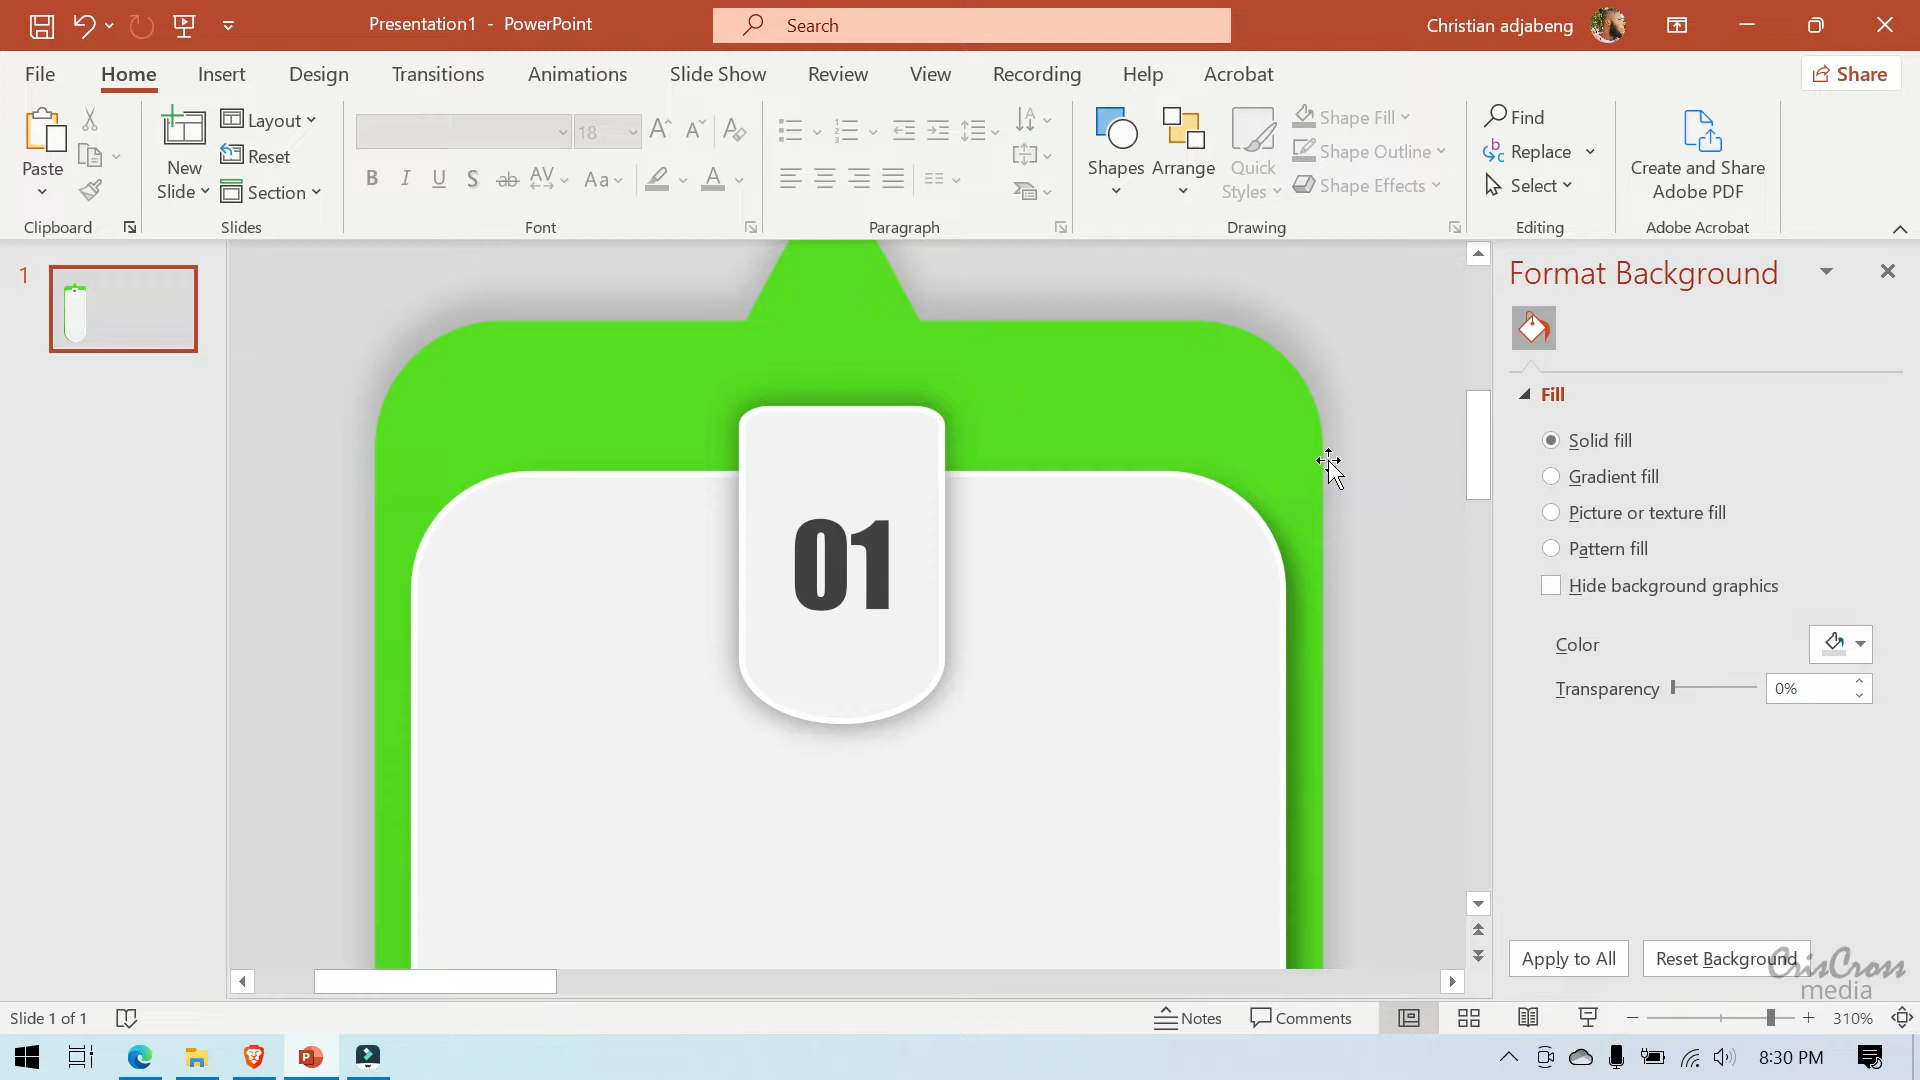 Presentation1 - PowerPoint
Search
Christian adjabeng
File Home Insert Design Transitions Animations Slide Show Review View Recording Help Acrobat
Share
Paste
New
Slide
Layout
Reset
Section
18
B I U S ab AV Aa A
Shapes
Arrange
Quick
Styles
Shape Fill
Shape Outline
Shape Effects
Find
Replace
Select
Create and Share
Adobe PDF
Clipboard
Slides
Font
Paragraph
Drawing
Editing
Adobe Acrobat
1
01
Format Background
Fill
Solid fill
Gradient fill
Picture or texture fill
Pattern fill
Hide background graphics
Color
Transparency
0%
Apply to All
Reset Background
CrisCross
media
Slide 1 of 1
Notes
Comments
310%
8:30 PM